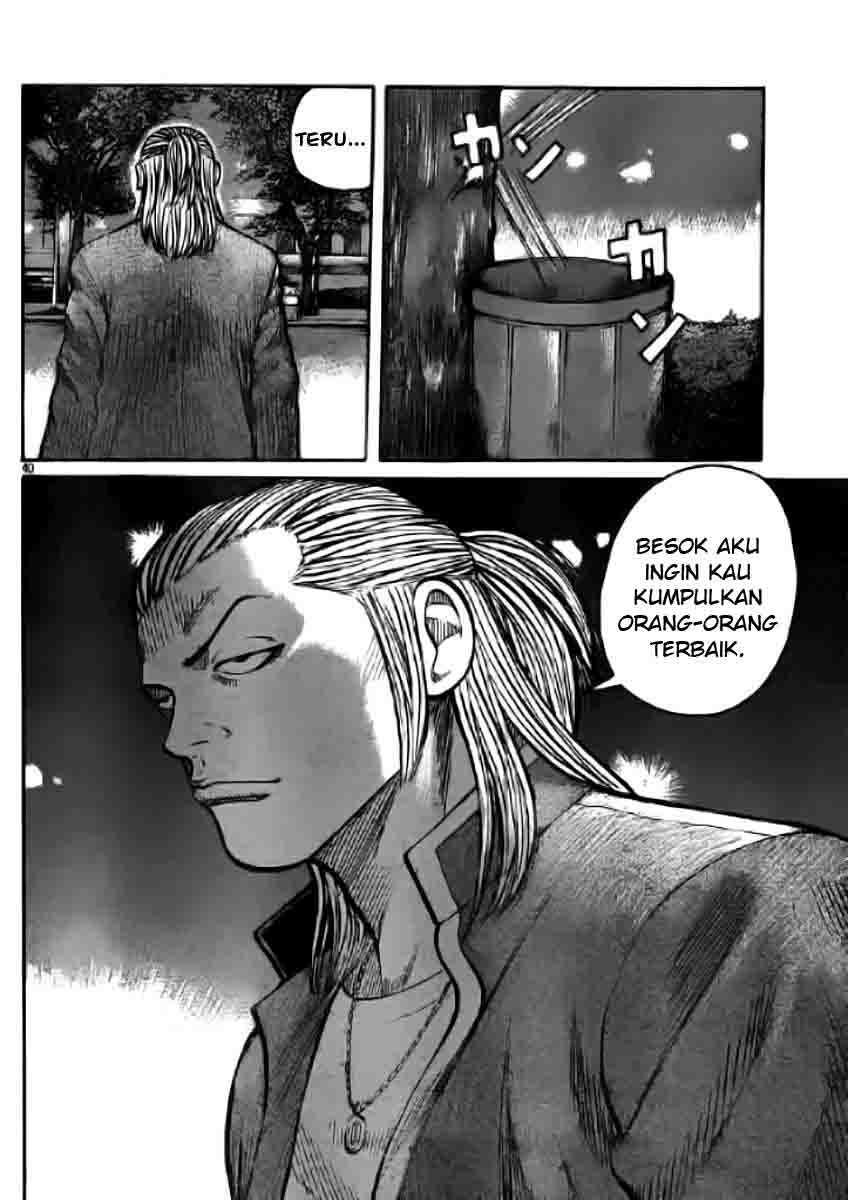 カン
カン
TERU...
40
BESOK AKU
INGIN KAU
KUMPULKAN
ORANG-ORANG
TERBAIK.